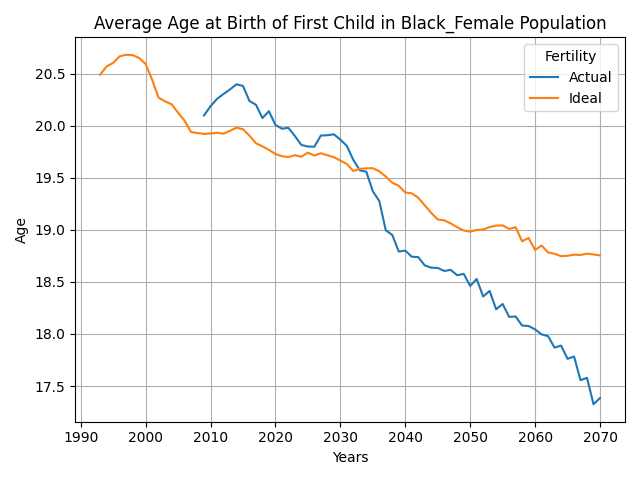 Average Age at Birth of First Child in Black_Female Population
Fertility
Actual
Ideal
Age
20.5
20.0
19.5
19.0
18.5
18.0
17.5
1990 2000 2010 2020 2030 2040 2050 2060 2070
Years